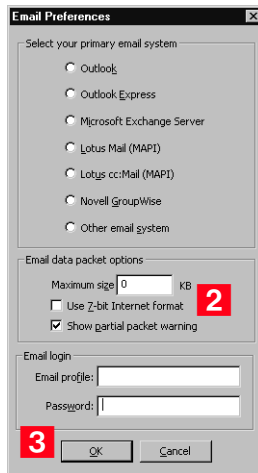 Email Preferences
Select your primary email system
Outlook
Outlook Express
Microsoft Exchange Server
Lotus Mail (MAPI)
Lotus cc:Mail (MAPI)
Novell GroupWise
Other email system
Email data packet options
Maximum size 0 KB
2
Use 7-bit Internet format
Show partial packet warning
Email login
Email profile:
Password:
3
OK Cancel